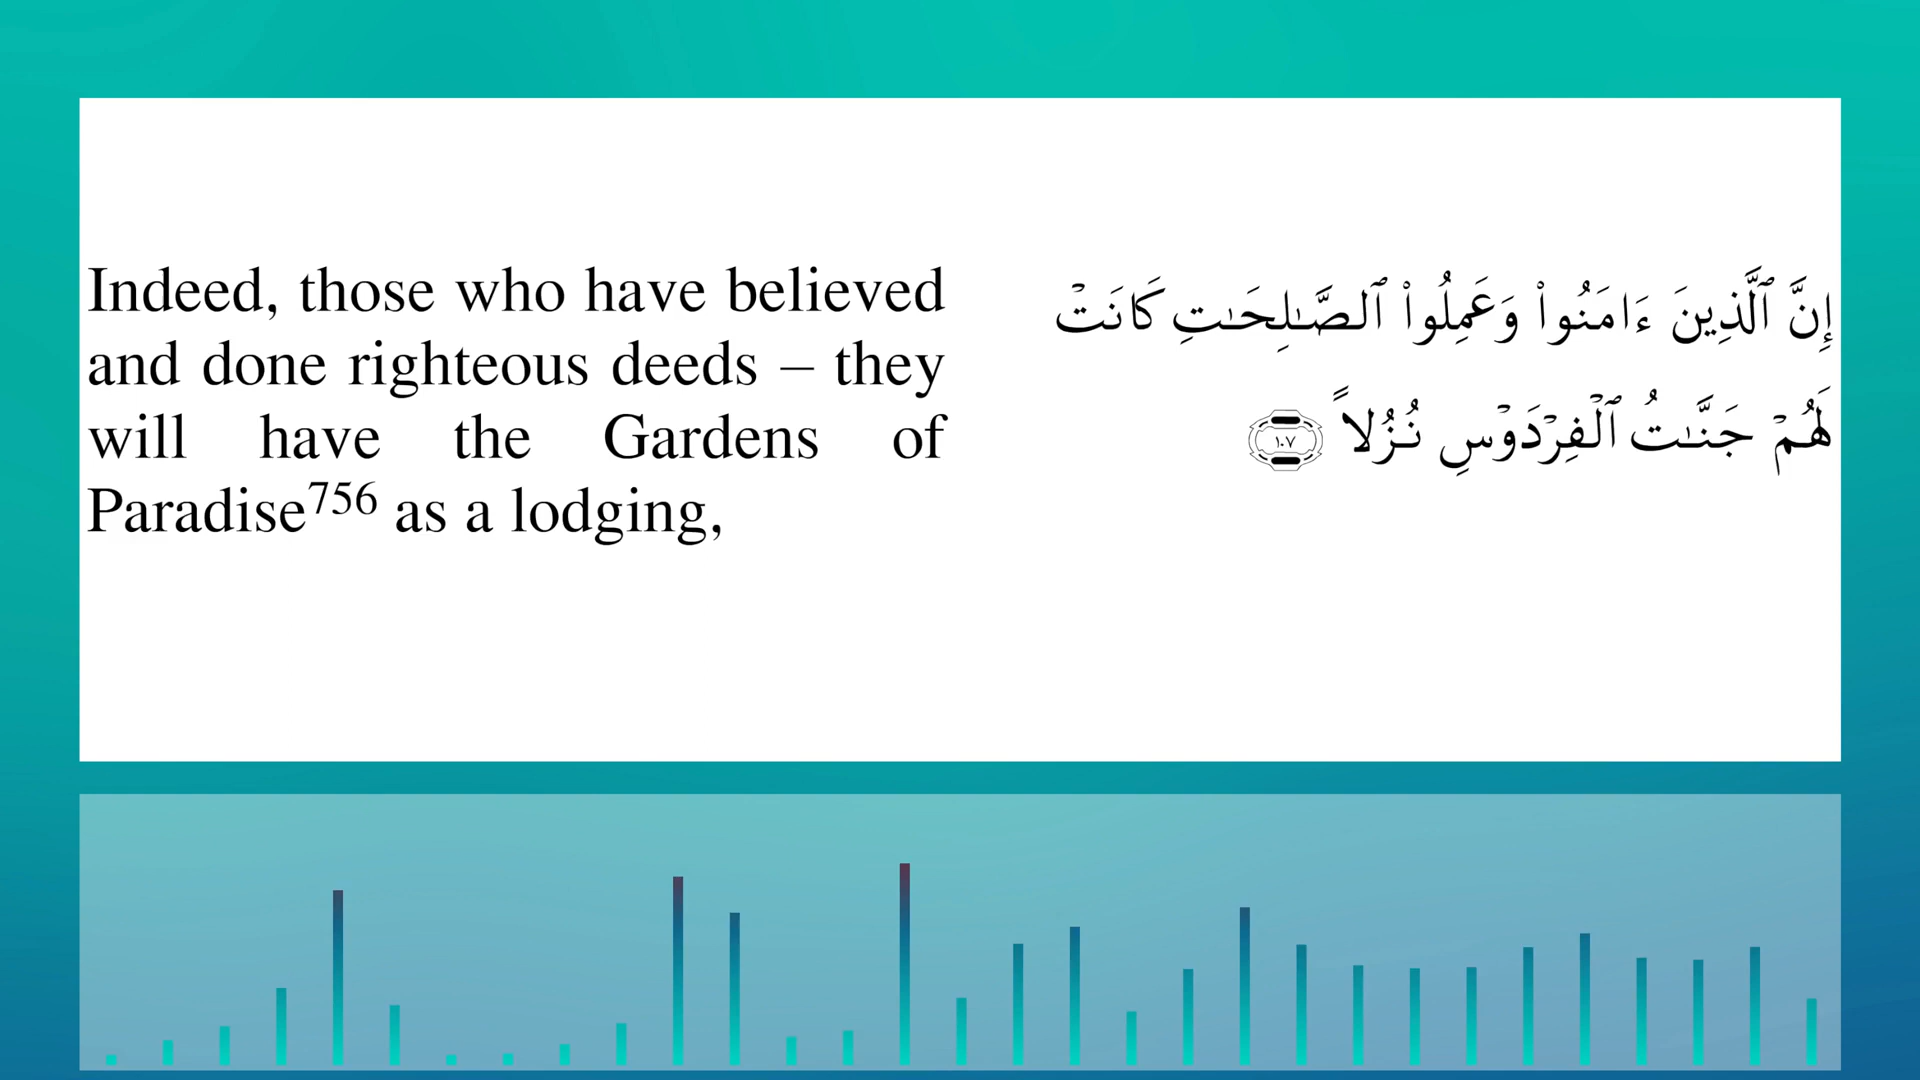 Indeed, those who have believed
and done righteous deeds – they
will have the Gardens of
Paradise756 as a lodging,
إِنَّ ٱلَّذِينَ ءَامَنُوا۟ وَعَمِلُوا۟ ٱلصَّـٰلِحَـٰتِ كَانَتْ
لَهُمْ جَنَّـٰتُ ٱلْفِرْدَوْسِ نُزُلاً ١٠٧